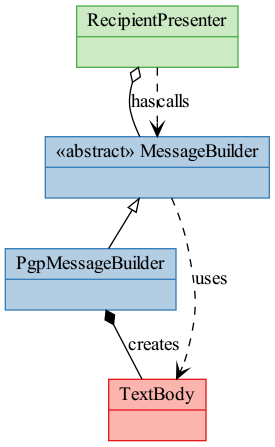 RecipientPresenter
has
calls
«abstract» MessageBuilder
PgpMessageBuilder
uses
creates
TextBody